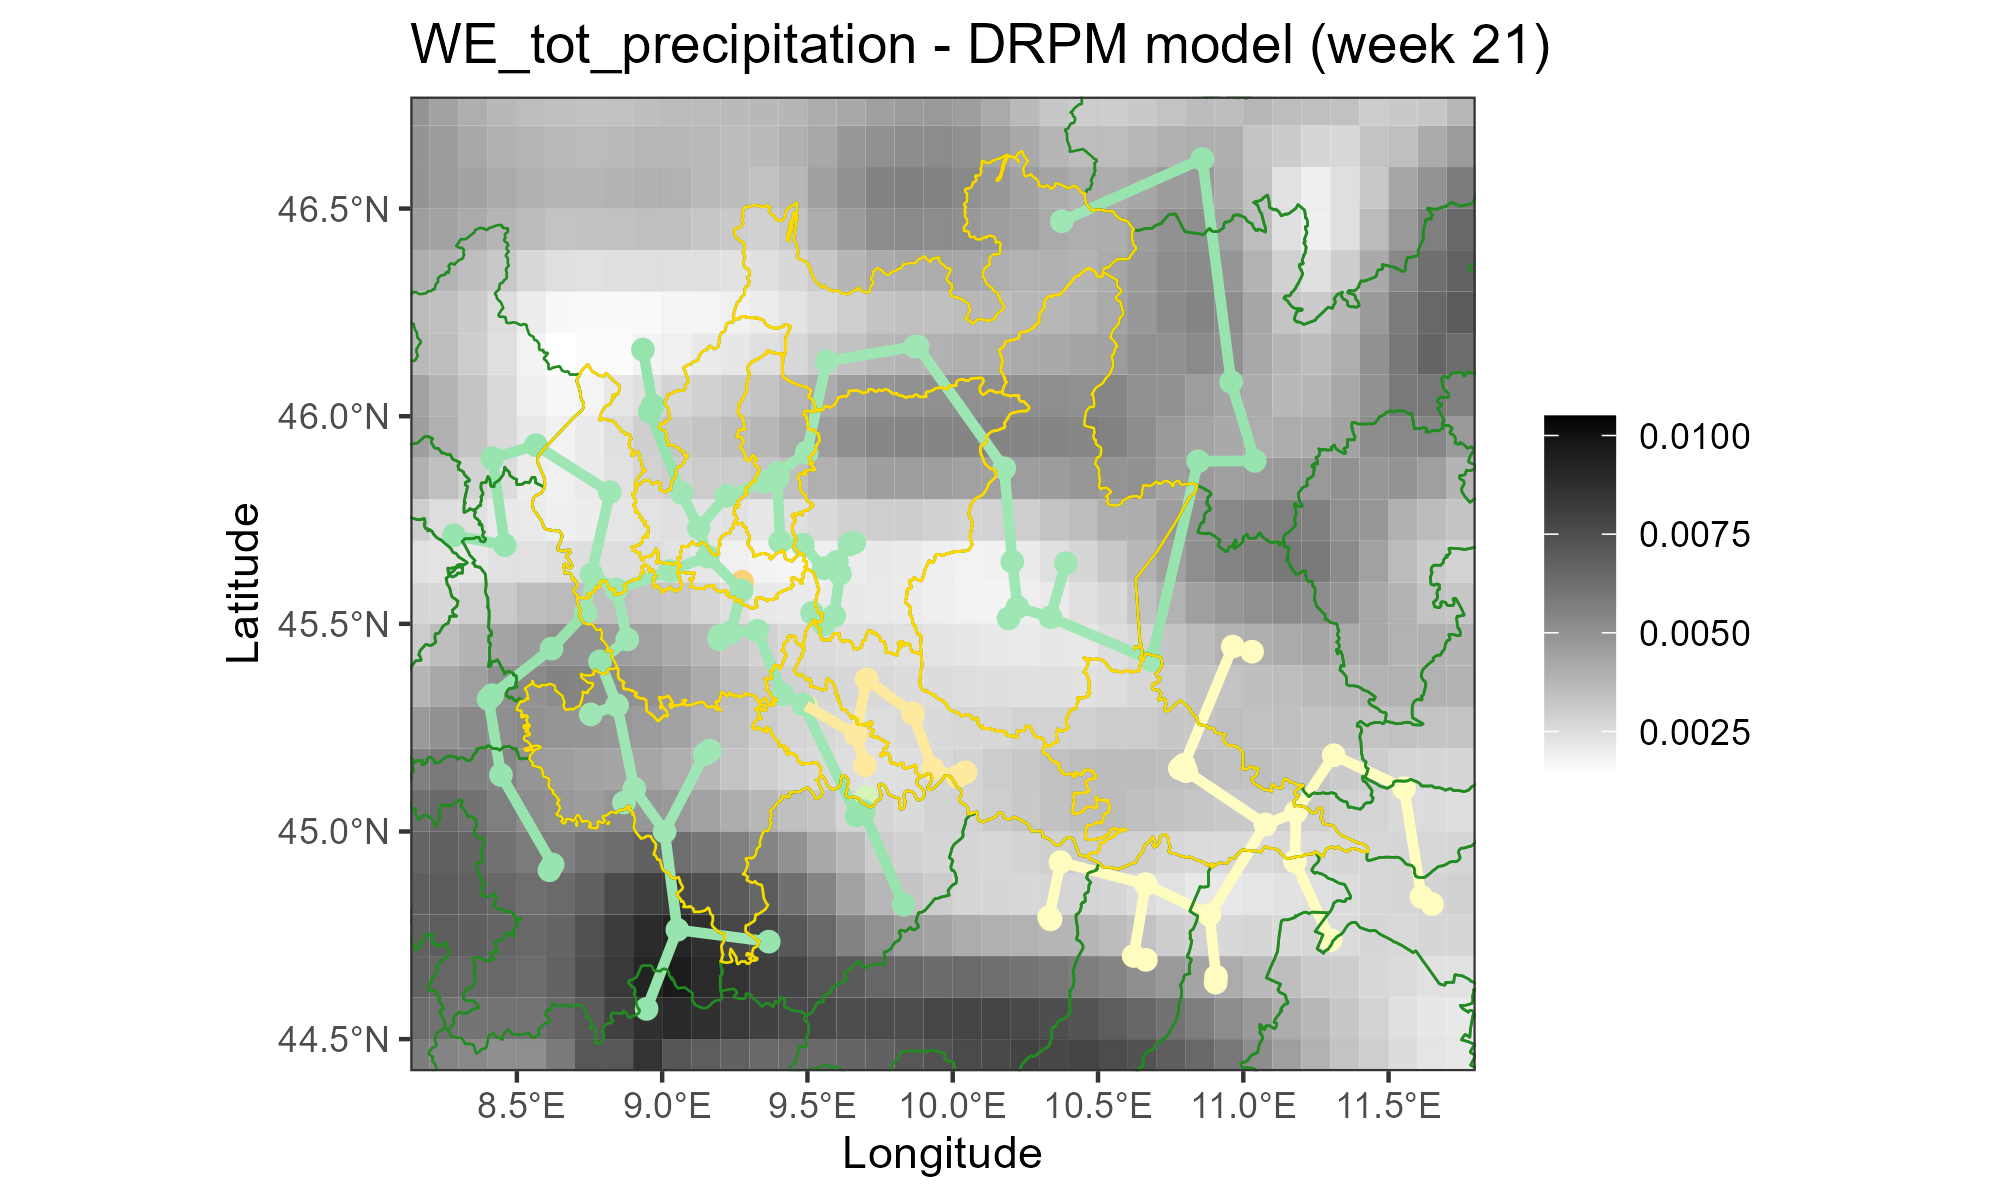 WE_tot_precipitation - DRPM model (week 21)
46.5°N
46.0°N
45.5°N
45.0°N
44.5°N
Latitude
8.5°E 9.0°E 9.5°E 10.0°E 10.5°E 11.0°E 11.5°E
Longitude
0.0100
0.0075
0.0050
0.0025